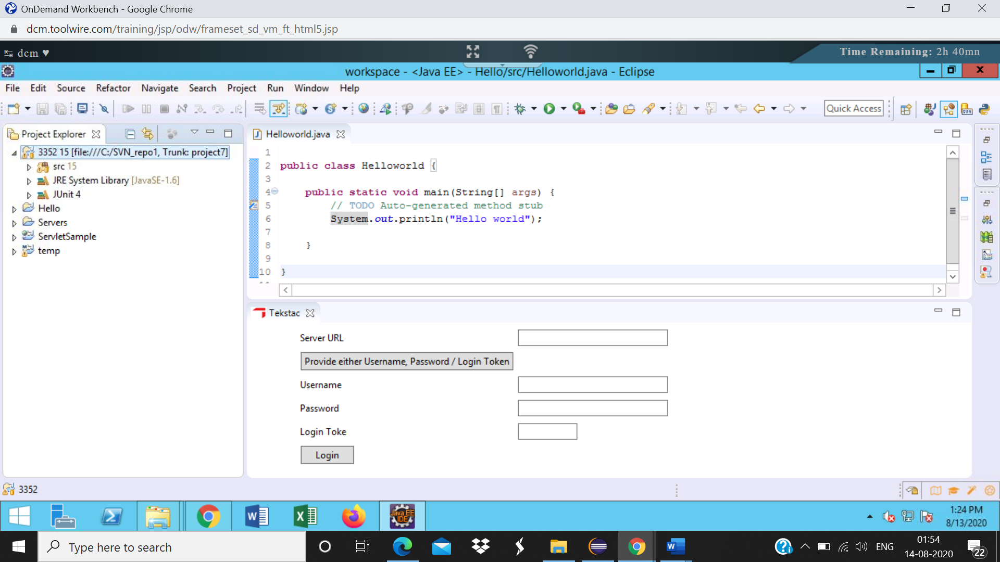 OnDemand Workbench - Google Chrome
dcm.toolwire.com/training/jsp/odw/frameset_sd_vm_ft_html5.jsp
dcm ♥
Time Remaining: 2h 40mn
workspace - <Java EE> - Hello/src/Helloworld.java - Eclipse
File Edit Source Refactor Navigate Search Project Run Window Help
Quick Access
Project Explorer
3352 15 [file:///C:/SVN_repo1, Trunk: project7]
src 15
JRE System Library [JavaSE-1.6]
JUnit 4
Hello
Servers
ServletSample
temp
Helloworld.java
1
2 public class Helloworld {
3
4 public static void main(String[] args) {
5 // TODO Auto-generated method stub
6 System.out.println("Hello world");
7
8 }
9
10 }
Tekstac
Server URL
Provide either Username, Password / Login Token
Username
Password
Login Toke
Login
3352
1:24 PM
8/13/2020
Type here to search
ENG
01:54
14-08-2020
22